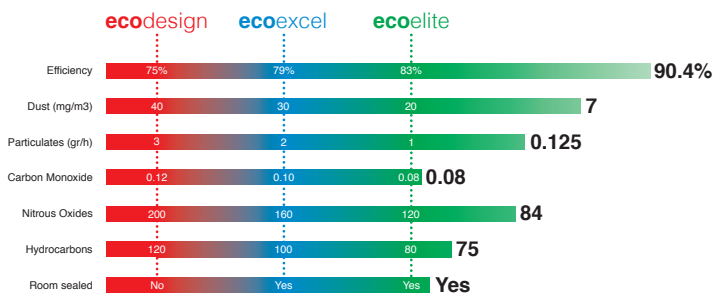 ecodesign ecoexcel ecoelite
Efficiency 75% 79% 83% 90.4%
Dust (mg/m3) 40 30 20 7
Particulates (gr/h) 3 2 1 0.125
Carbon Monoxide 0.12 0.10 0.08 0.08
Nitrous Oxides 200 160 120 84
Hydrocarbons 120 100 80 75
Room sealed No Yes Yes Yes